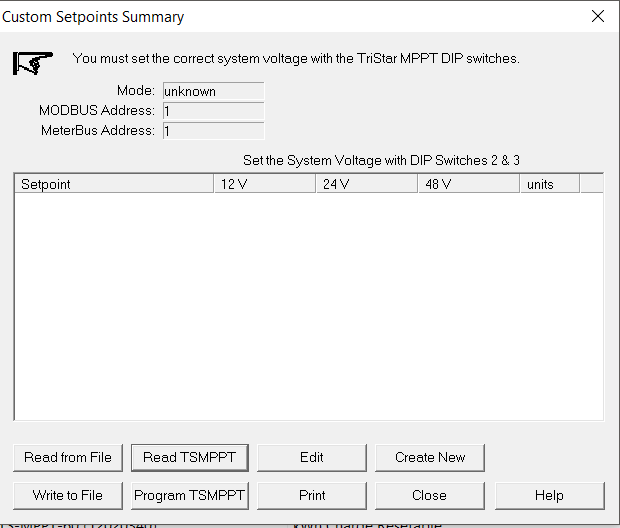 Custom Setpoints Summary
You must set the correct system voltage with the TriStar MPPT DIP switches.
Mode: unknown
MODBUS Address: 1
MeterBus Address: 1
Set the System Voltage with DIP Switches 2 & 3
Setpoint 12 V 24 V 48 V units
Read from File Read TSMPPT Edit Create New
Write to File Program TSMPPT Print Close Help